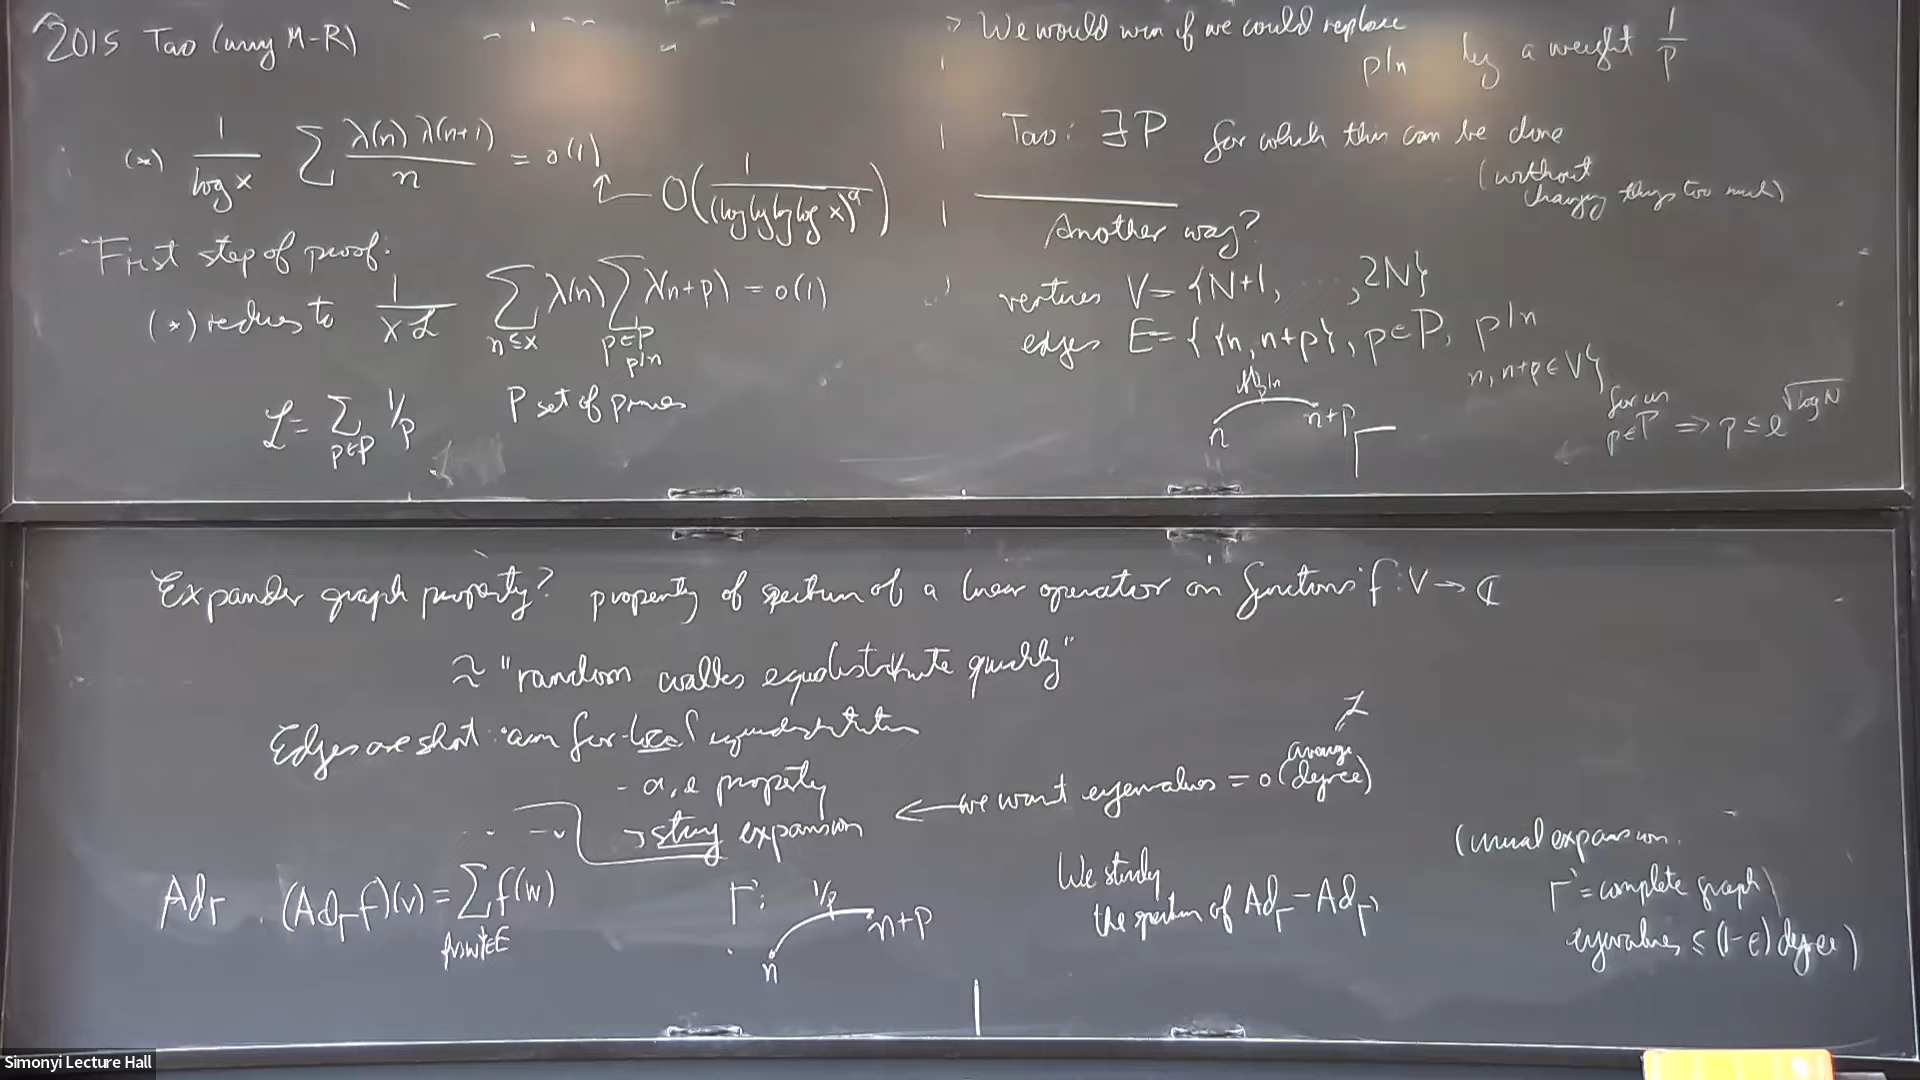 2015 Tao (using M-R)
(*) 1/log x ∑ λ(n) λ(n+1)/n = o(1)
O(1/(log log log log x)^a)
First step of proof:
(*) reduces to 1/xℒ ∑_{n≤x} λ(n) ∑_{p∈P, p|n} λ(n+p) = o(1)
ℒ = ∑_{p∈P} 1/p P set of primes
> We would win if we could replace
p|n by a weight 1/p
Tao: ∃ P for which this can be done
(without
changing things too much)
Another way?
vertices V = {N+1, ... , 2N}
edges E = {{n, n+p}, p∈P, p|n
n, n+p ∈ V}
p|n
n n+p Γ
for us
p∈P ⇒ p ≤ e^{√log N}
Expander graph property? property of spectrum of a linear operator on functions f: V → ℂ
≈ "random walks equidistribute quickly"
Edges are short: aim for local equidistribution
- a.e. property
→ strong expansion ← we want eigenvalues = o(average degree)
ℒ
Ad_Γ (Ad_Γ f)(v) = ∑_{{v,w}∈E} f(w)
Γ': 1/p
n n+p
We study
the spectrum of Ad_Γ − Ad_Γ'
(usual expansion:
Γ' = complete graph
eigenvalues ≤ (1−ε) degree)
Simonyi Lecture Hall